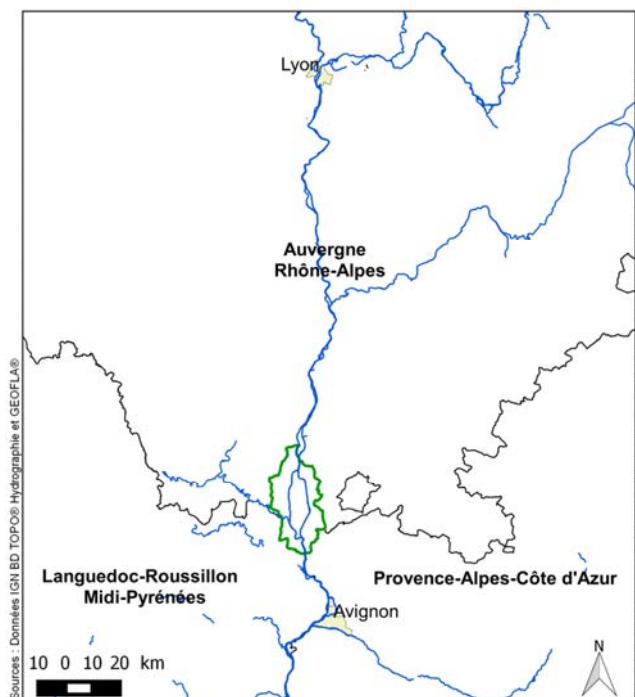 Lyon
Auvergne
Rhône-Alpes
Languedoc-Roussillon
Midi-Pyrénées
Provence-Alpes-Côte d'Azur
Avignon
10 0 10 20 km
N
Sources : Données IGN BD TOPO® Hydrographie et GEOFLA®